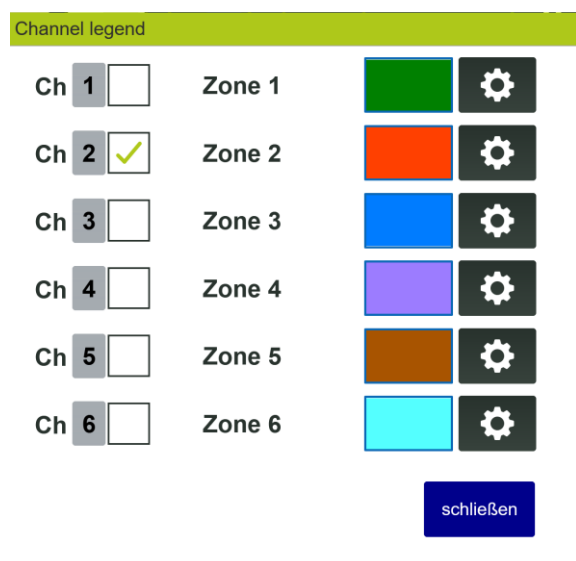 Channel legend
Ch 1 Zone 1
Ch 2 Zone 2
Ch 3 Zone 3
Ch 4 Zone 4
Ch 5 Zone 5
Ch 6 Zone 6
schließen